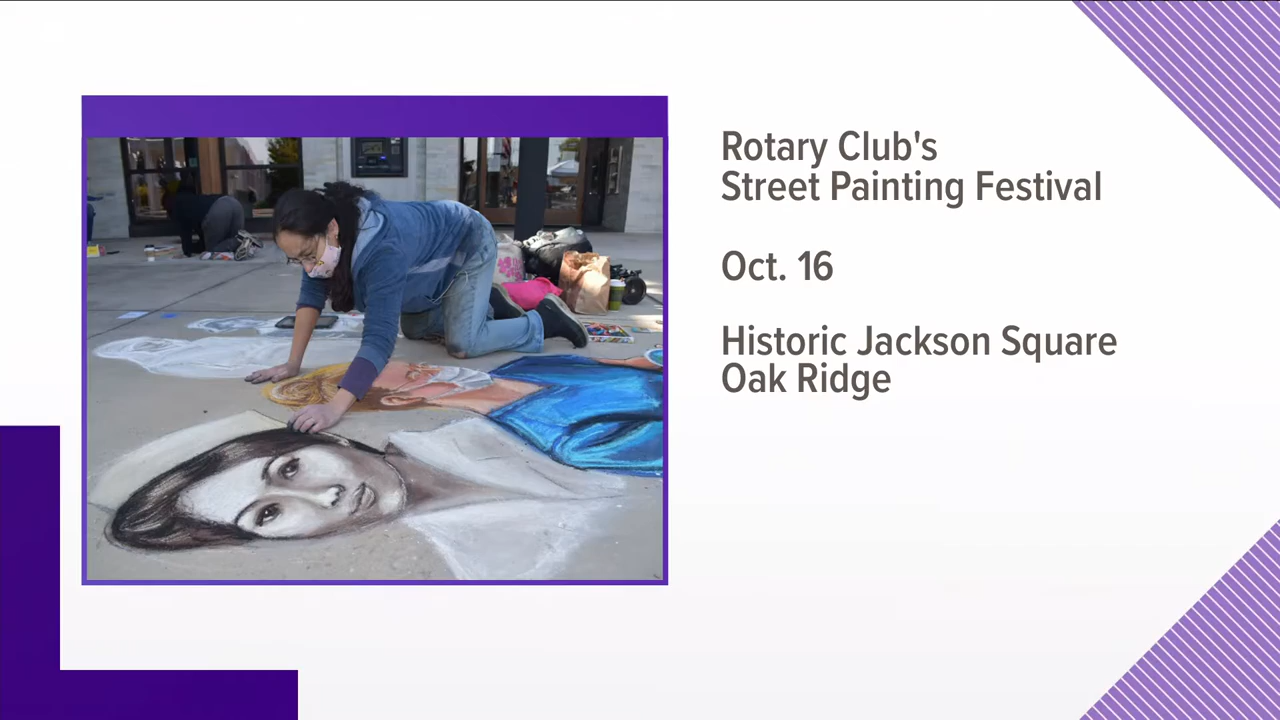 Rotary Club's
Street Painting Festival
Oct. 16
Historic Jackson Square
Oak Ridge